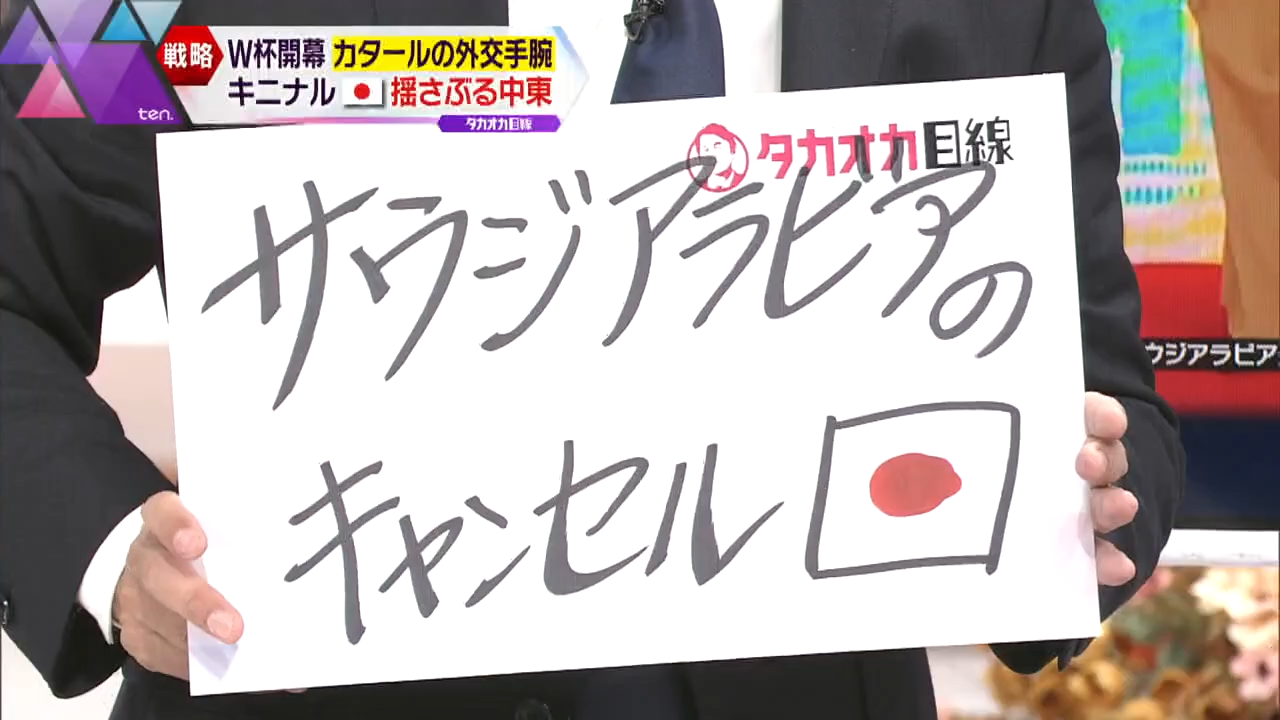 ten.
戦略
W杯開幕 カタールの外交手腕
キニナル 🇯🇵 揺さぶる中東
タカオカ目線
タカオカ目線
サウジアラビアの
キャンセル 🇯🇵
ウジアラビア